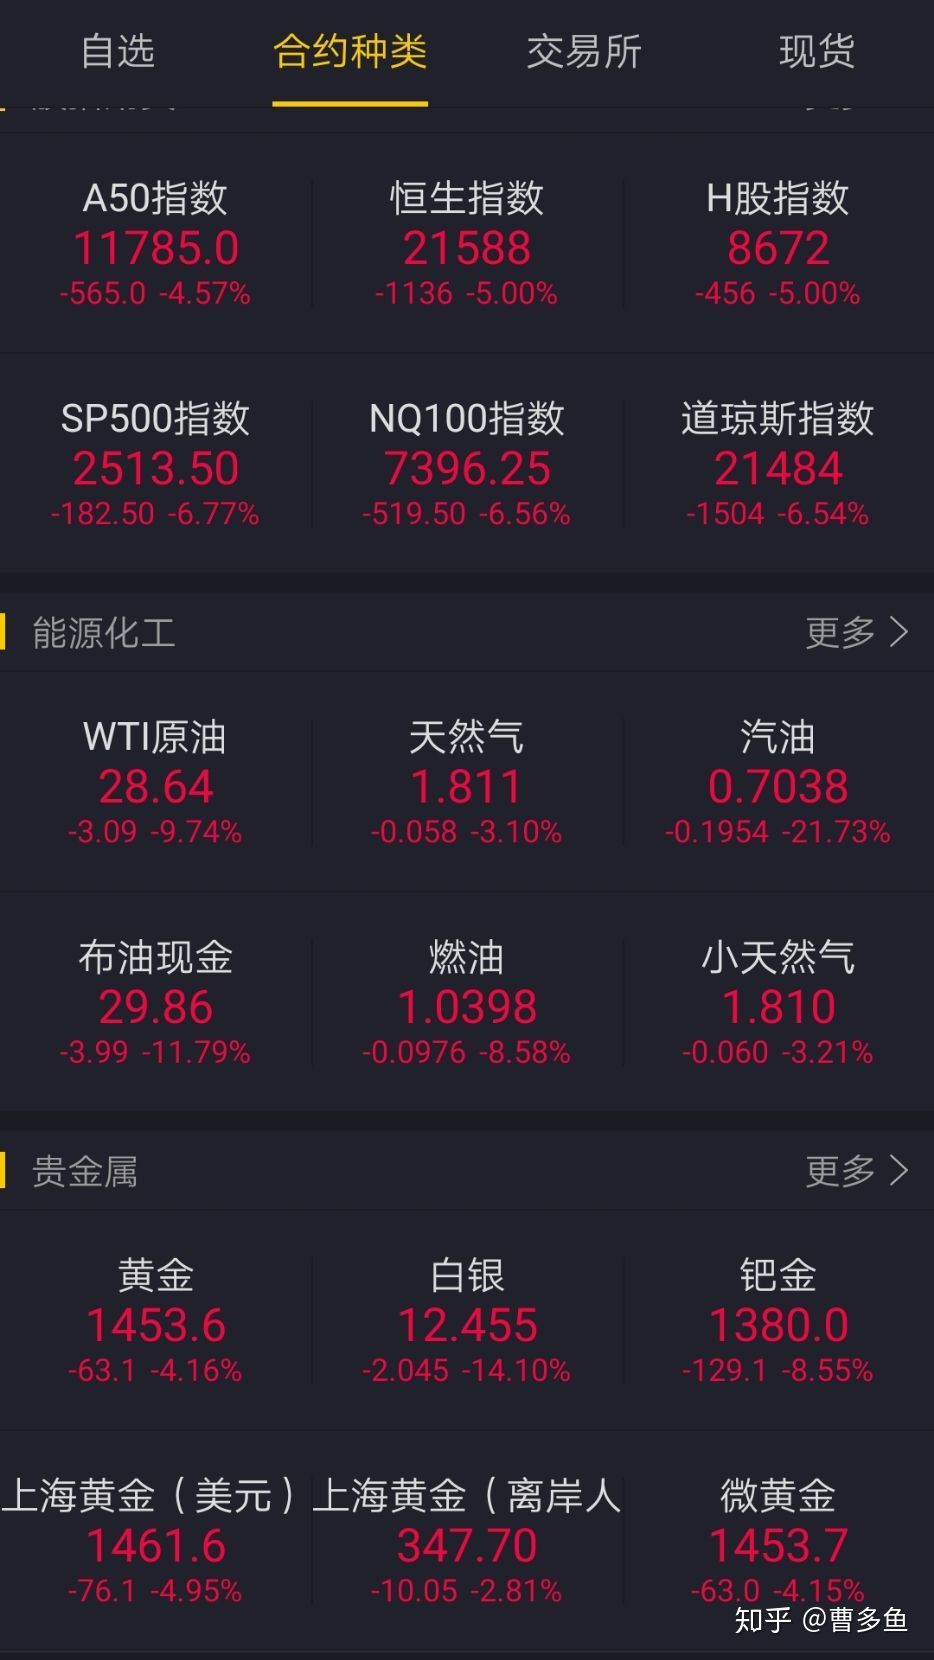 自选 合约种类 交易所 现货
A50指数 恒生指数 H股指数
11785.0 21588 8672
-565.0 -4.57% -1136 -5.00% -456 -5.00%
SP500指数 NQ100指数 道琼斯指数
2513.50 7396.25 21484
-182.50 -6.77% -519.50 -6.56% -1504 -6.54%
能源化工 更多
WTI原油 天然气 汽油
28.64 1.811 0.7038
-3.09 -9.74% -0.058 -3.10% -0.1954 -21.73%
布油现金 燃油 小天然气
29.86 1.0398 1.810
-3.99 -11.79% -0.0976 -8.58% -0.060 -3.21%
贵金属 更多
黄金 白银 钯金
1453.6 12.455 1380.0
-63.1 -4.16% -2.045 -14.10% -129.1 -8.55%
上海黄金（美元） 上海黄金（离岸人 微黄金
1461.6 347.70 1453.7
-76.1 -4.95% -10.05 -2.81% -63.0 -4.15%
知乎 @曹多鱼